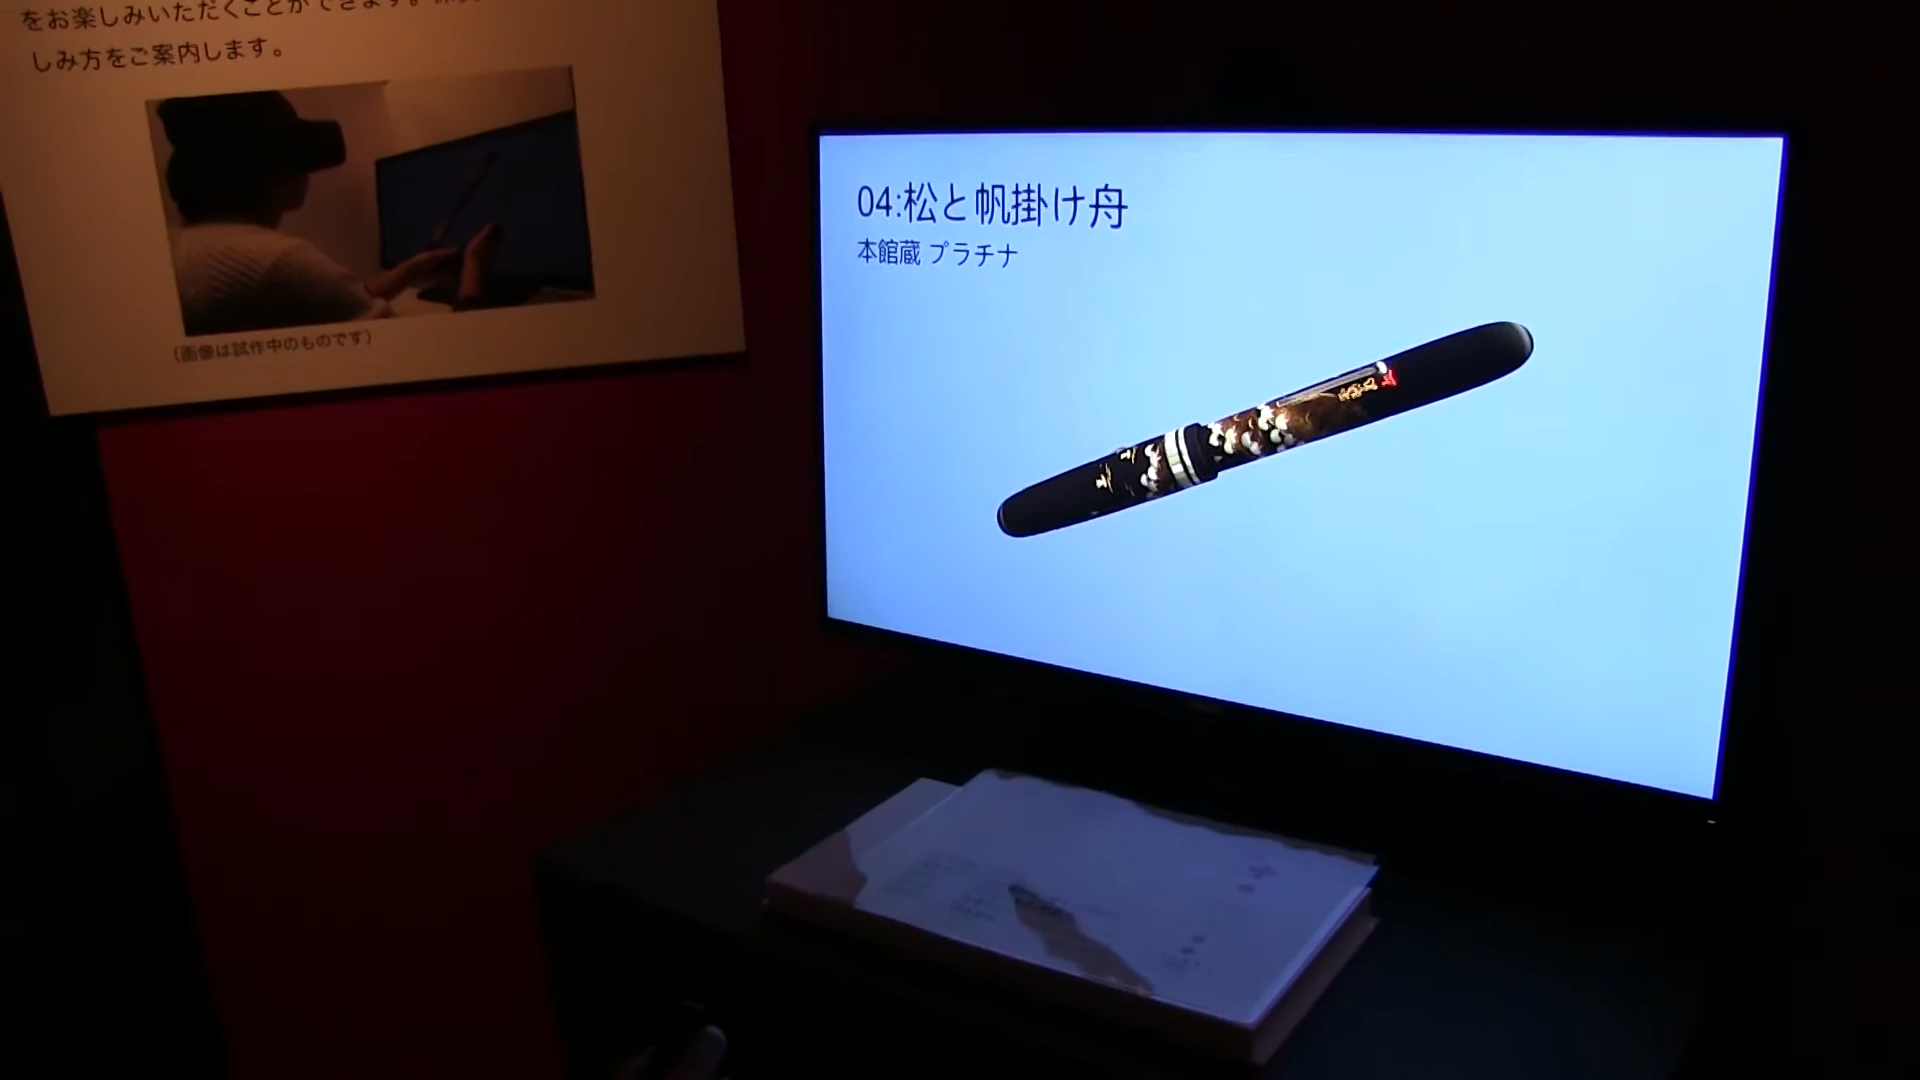 をお楽しみいただくことができます。
しみ方をご案内します。
(画像は試作中のものです)
04:松と帆掛け舟
本館蔵 プラチナ